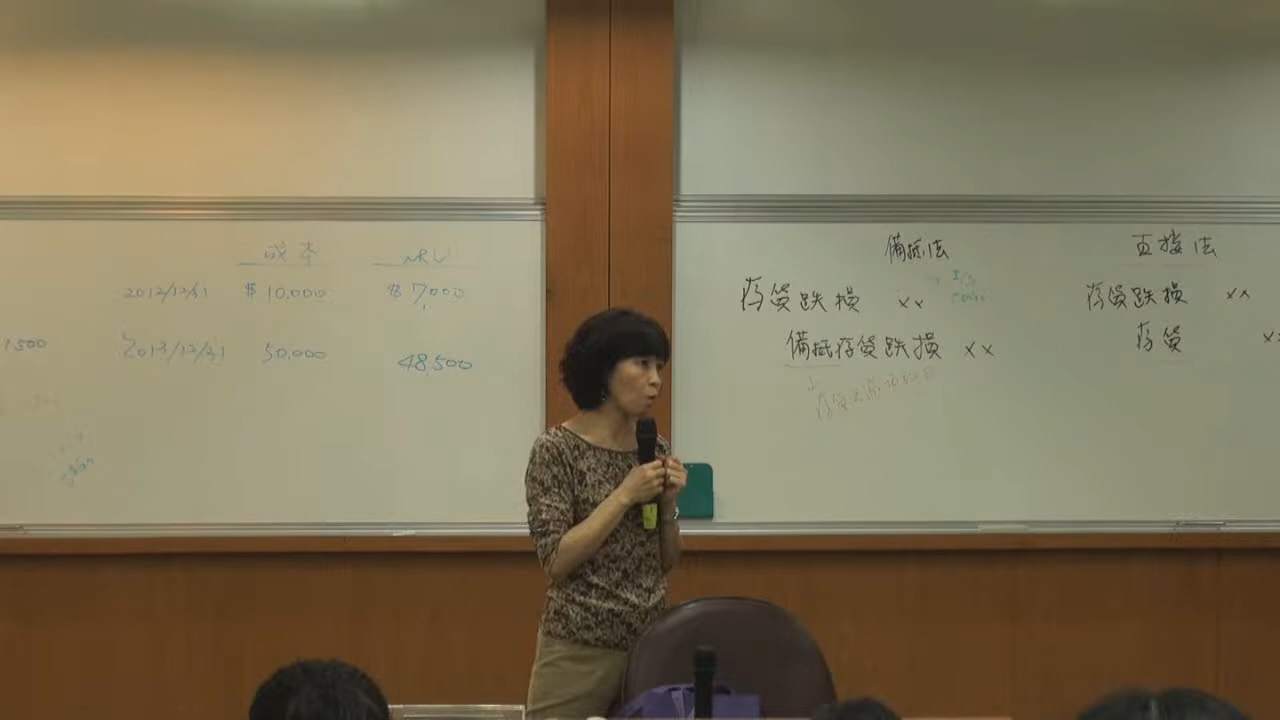 成本 NRV
2012/12/31 $10,000 $7,000
2013/12/31 50,000 48,500
1500
備抵法
存貨跌損 xx
備抵存貨跌損 xx
直接法
存貨跌損 xx
存貨 xx